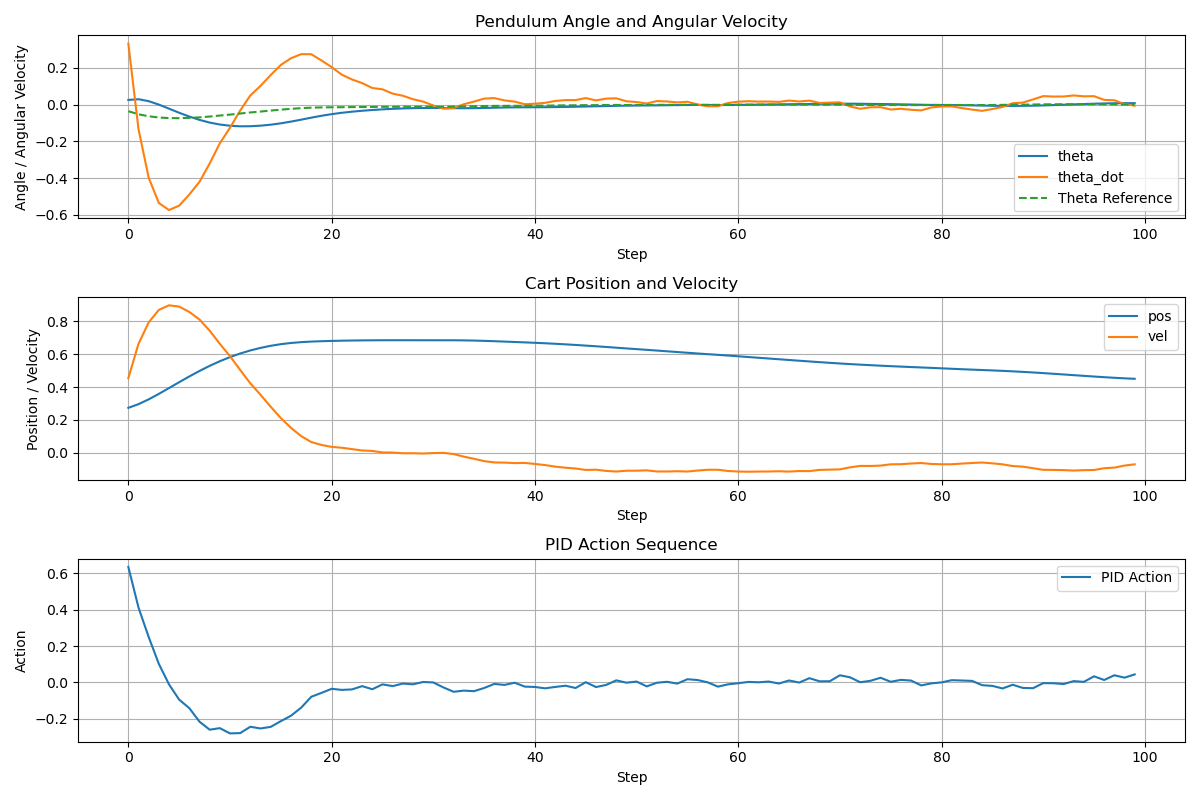 Pendulum Angle and Angular Velocity
Angle / Angular Velocity
0.2
0.0
−0.2
−0.4
−0.6
theta
theta_dot
Theta Reference
0 20 40 60 80 100
Step
Cart Position and Velocity
Position / Velocity
0.8
0.6
0.4
0.2
0.0
pos
vel
0 20 40 60 80 100
Step
PID Action Sequence
Action
0.6
0.4
0.2
0.0
−0.2
PID Action
0 20 40 60 80 100
Step